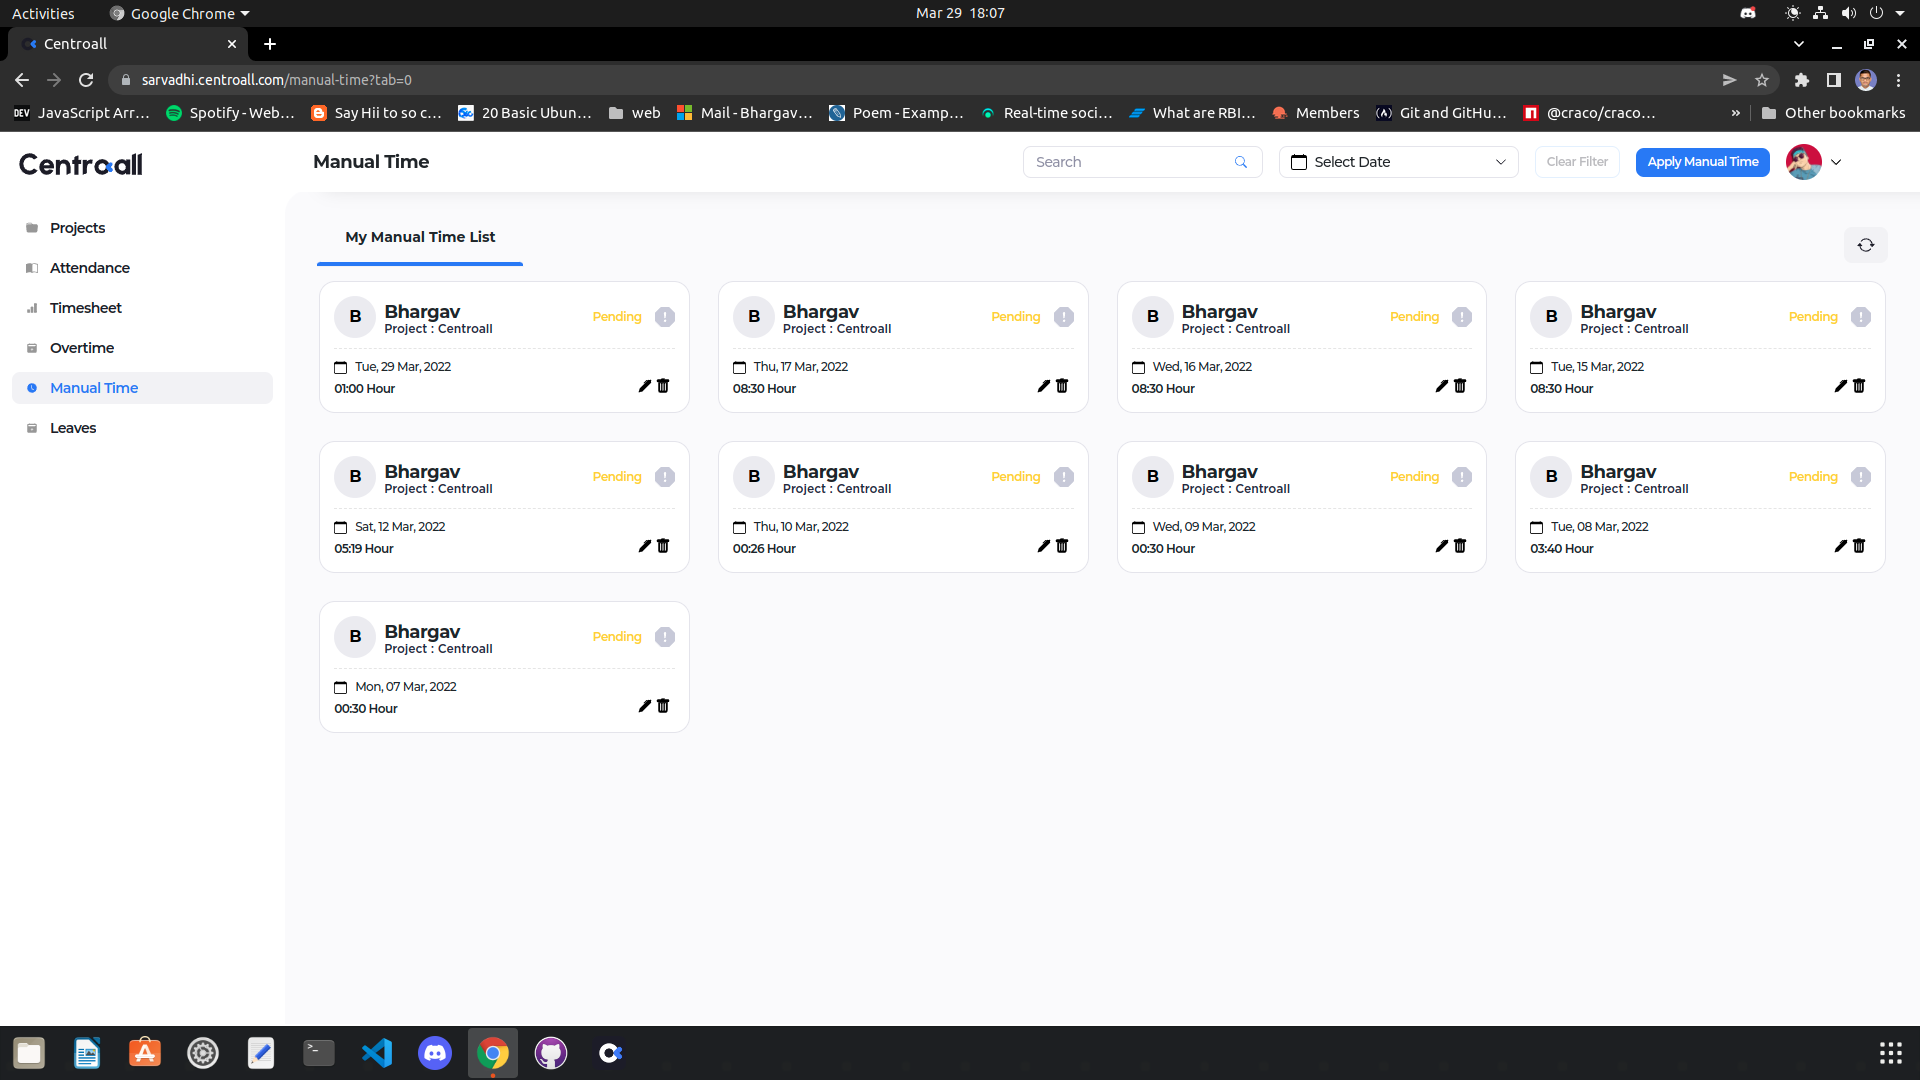 Activities
Google Chrome
Mar 29 18:07
Centroall
sarvadhi.centroall.com/manual-time?tab=0
DEV JavaScript Arr...
Spotify - Web...
Say Hii to so c...
20 Basic Ubun...
web
Mail - Bhargav...
Poem - Examp...
Real-time soci...
What are RBI...
Members
Git and GitHu...
@craco/craco...
»
Other bookmarks
Centroall
Manual Time
Search
Select Date
Clear Filter
Apply Manual Time
Projects
Attendance
Timesheet
Overtime
Manual Time
Leaves
My Manual Time List
B
Bhargav
Project : Centroall
Pending
!
Tue, 29 Mar, 2022
01:00 Hour
B
Bhargav
Project : Centroall
Pending
!
Thu, 17 Mar, 2022
08:30 Hour
B
Bhargav
Project : Centroall
Pending
!
Wed, 16 Mar, 2022
08:30 Hour
B
Bhargav
Project : Centroall
Pending
!
Tue, 15 Mar, 2022
08:30 Hour
B
Bhargav
Project : Centroall
Pending
!
Sat, 12 Mar, 2022
05:19 Hour
B
Bhargav
Project : Centroall
Pending
!
Thu, 10 Mar, 2022
00:26 Hour
B
Bhargav
Project : Centroall
Pending
!
Wed, 09 Mar, 2022
00:30 Hour
B
Bhargav
Project : Centroall
Pending
!
Tue, 08 Mar, 2022
03:40 Hour
B
Bhargav
Project : Centroall
Pending
!
Mon, 07 Mar, 2022
00:30 Hour